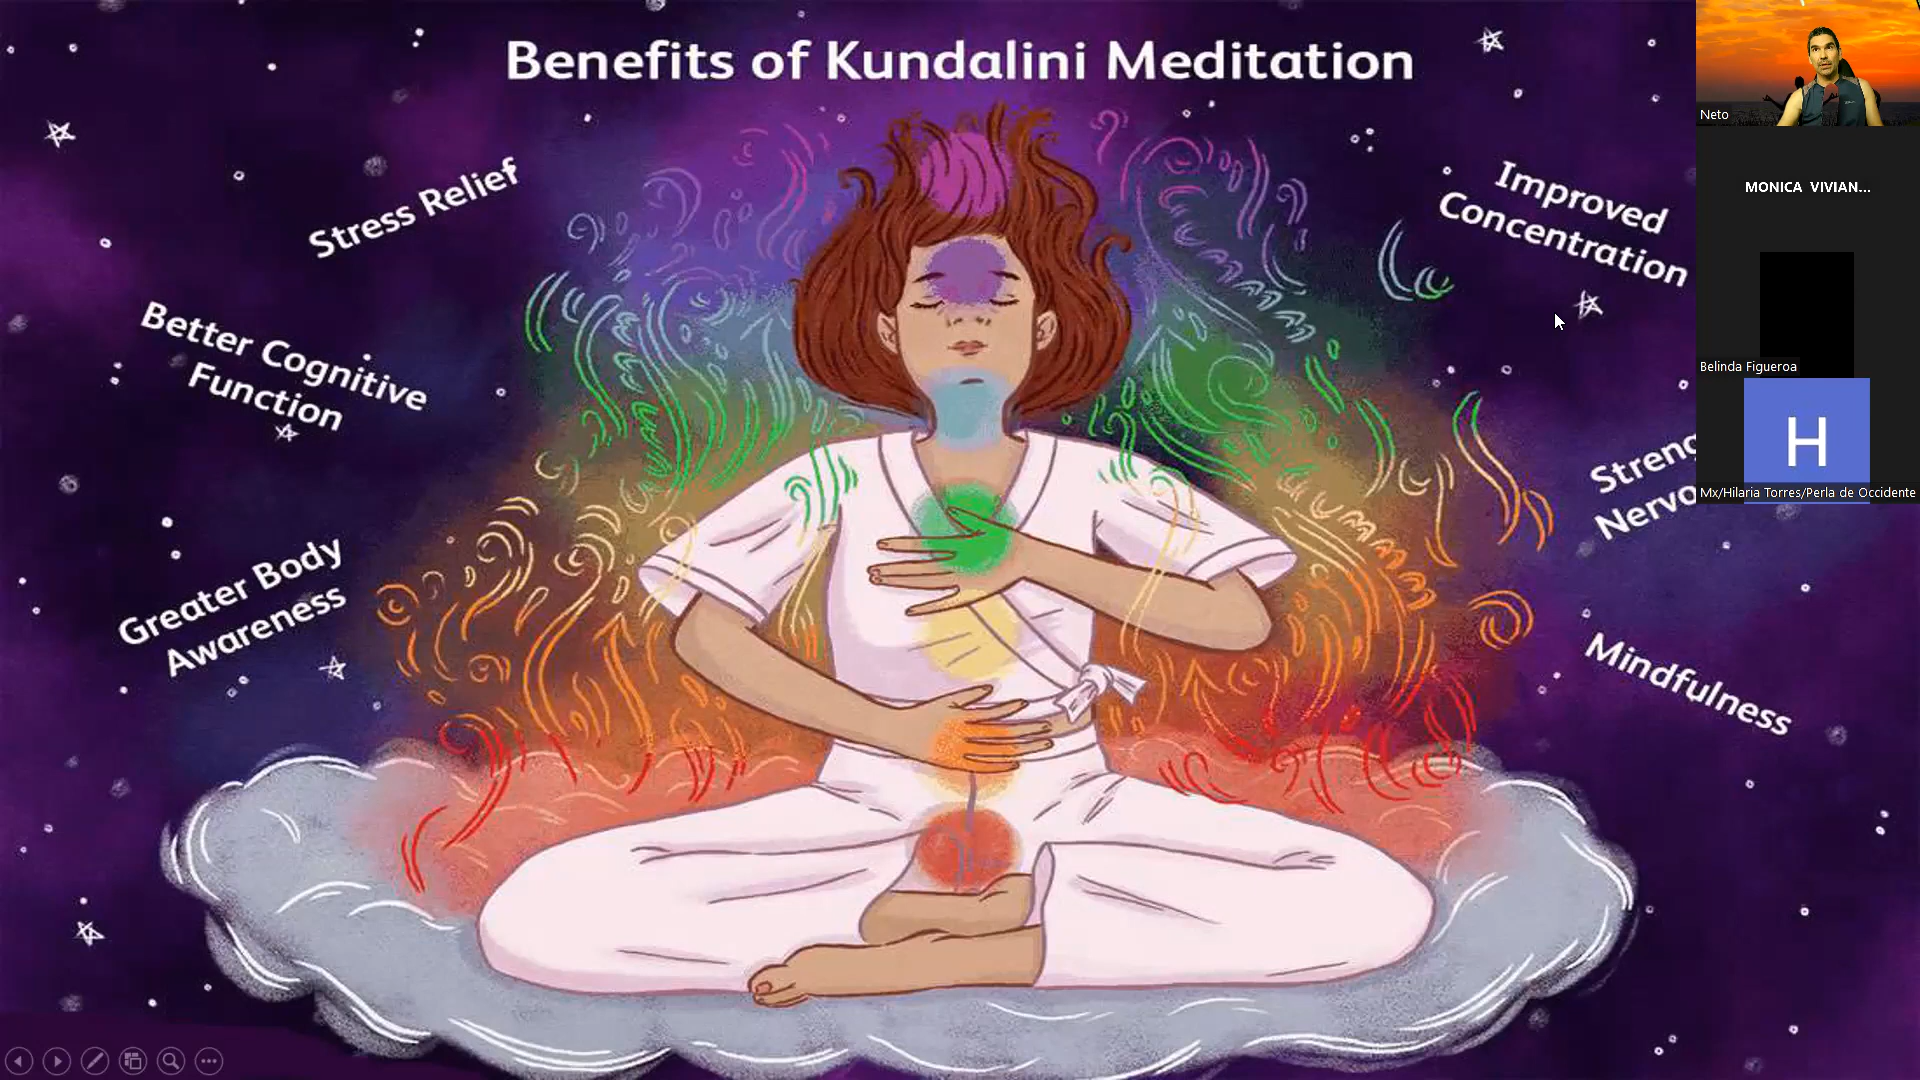 Benefits of Kundalini Meditation
Stress Relief
Better Cognitive
Function
Greater Body
Awareness
Improved
Concentration
Mindfulness
Neto
MONICA VIVIAN...
Belinda Figueroa
H
Mx/Hilaria Torres/Perla de Occidente